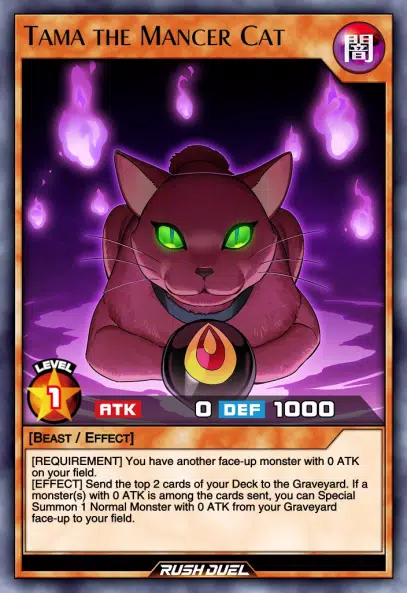 Tama the Mancer Cat
闇
LEVEL
1
ATK 0 DEF 1000
[Beast / Effect]
[REQUIREMENT] You have another face-up monster with 0 ATK
on your field.
[EFFECT] Send the top 2 cards of your Deck to the Graveyard. If a
monster(s) with 0 ATK is among the cards sent, you can Special
Summon 1 Normal Monster with 0 ATK from your Graveyard
face-up to your field.
RUSH DUEL